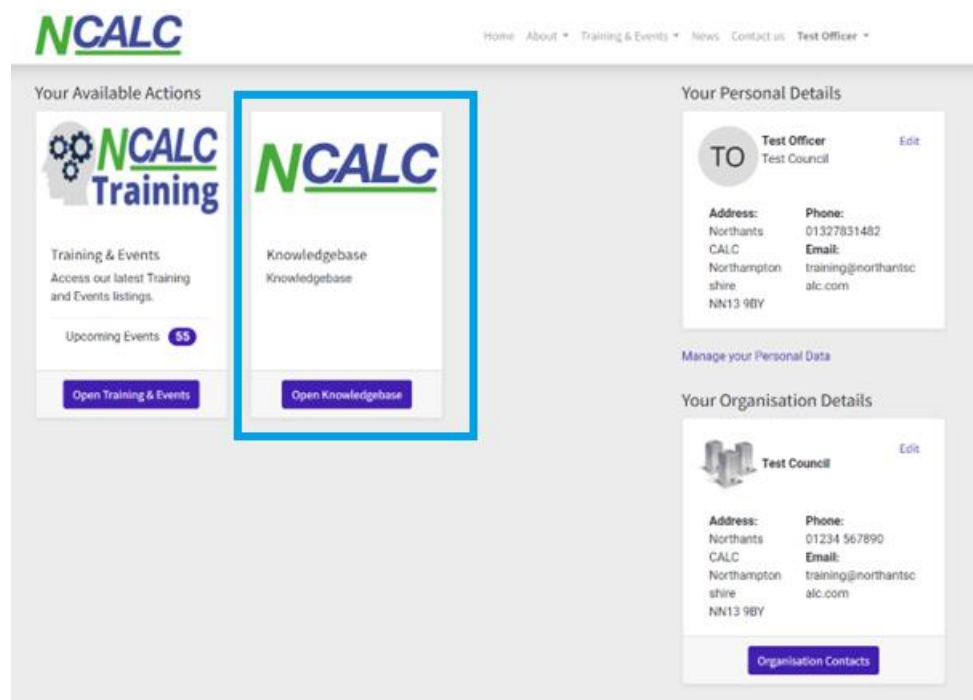 NCALC
Home About Training & Events News Contact us Test Officer
Your Available Actions
NCALC
Training
Training & Events
Access our latest Training
and Events listings.
Upcoming Events 55
Open Training & Events
NCALC
Knowledgebase
Knowledgebase
Open Knowledgebase
Your Personal Details
TO
Test Officer
Test Council
Edit
Address:
Northants
CALC
Northampton
shire
NN13 9BY
Phone:
01327831482
Email:
training@northantsc
alc.com
Manage your Personal Data
Your Organisation Details
Test Council
Edit
Address:
Northants
CALC
Northampton
shire
NN13 9BY
Phone:
01234 567890
Email:
training@northantsc
alc.com
Organisation Contacts